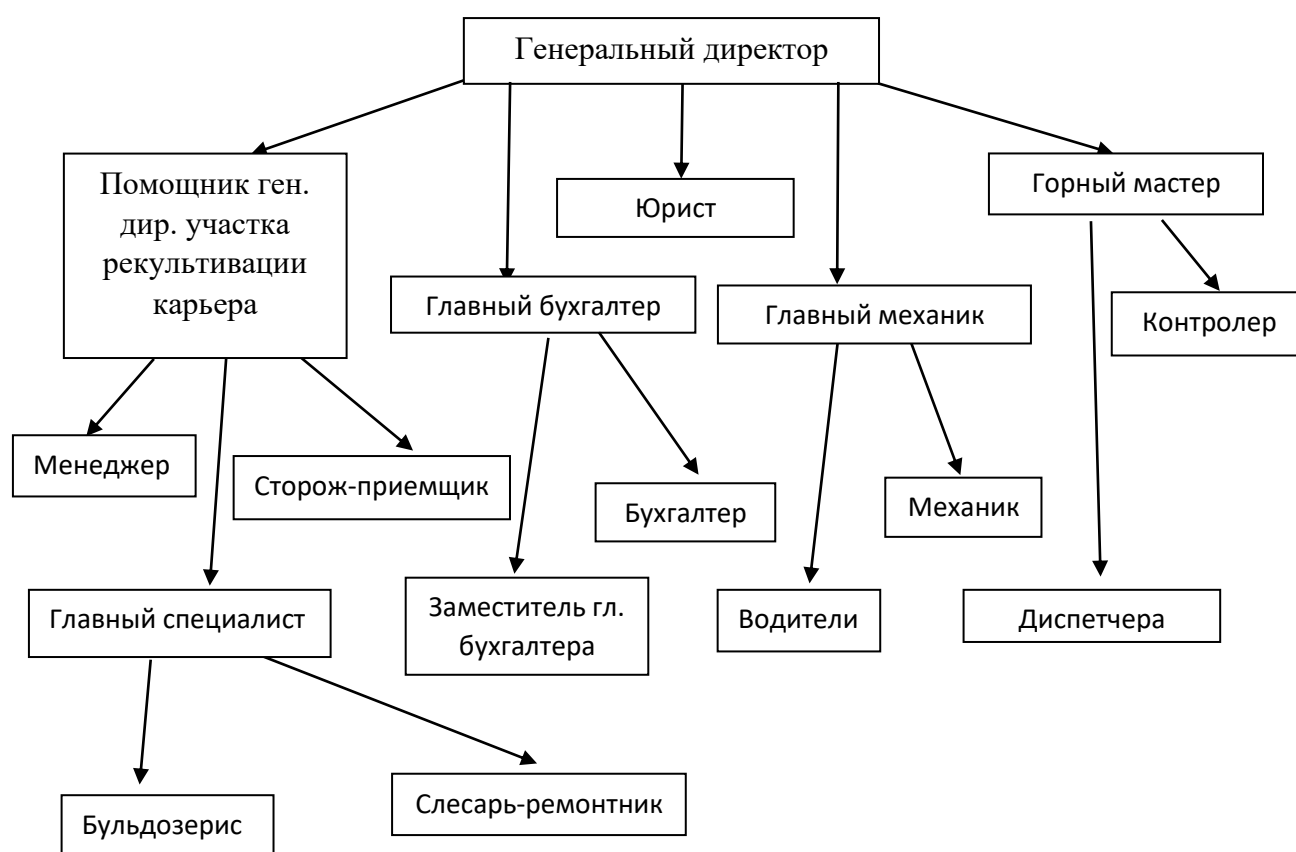 Генеральный директор
Помощник ген.
дир. участка
рекультивации
карьера
Юрист
Горный мастер
Главный бухгалтер
Главный механик
Контролер
Менеджер
Сторож-приемщик
Бухгалтер
Механик
Главный специалист
Заместитель гл.
бухгалтера
Водители
Диспетчера
Бульдозерис
Слесарь-ремонтник